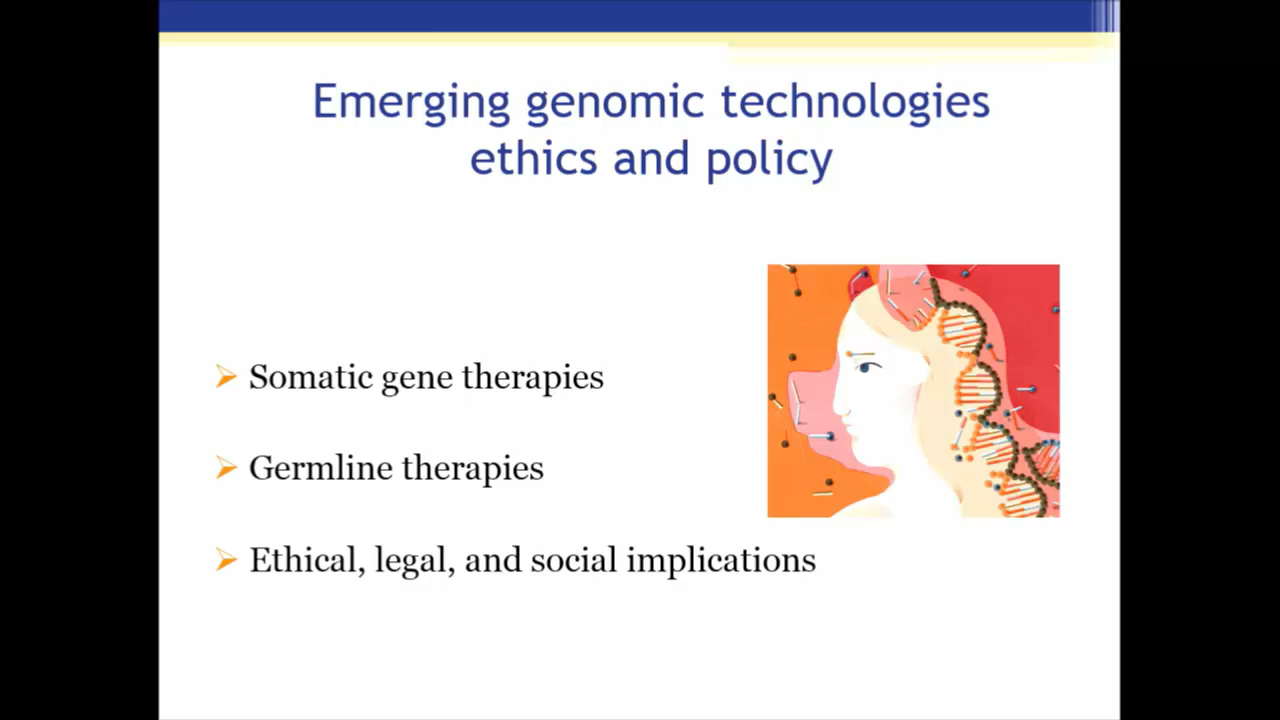 Emerging genomic technologies
ethics and policy
Somatic gene therapies
Germline therapies
Ethical, legal, and social implications